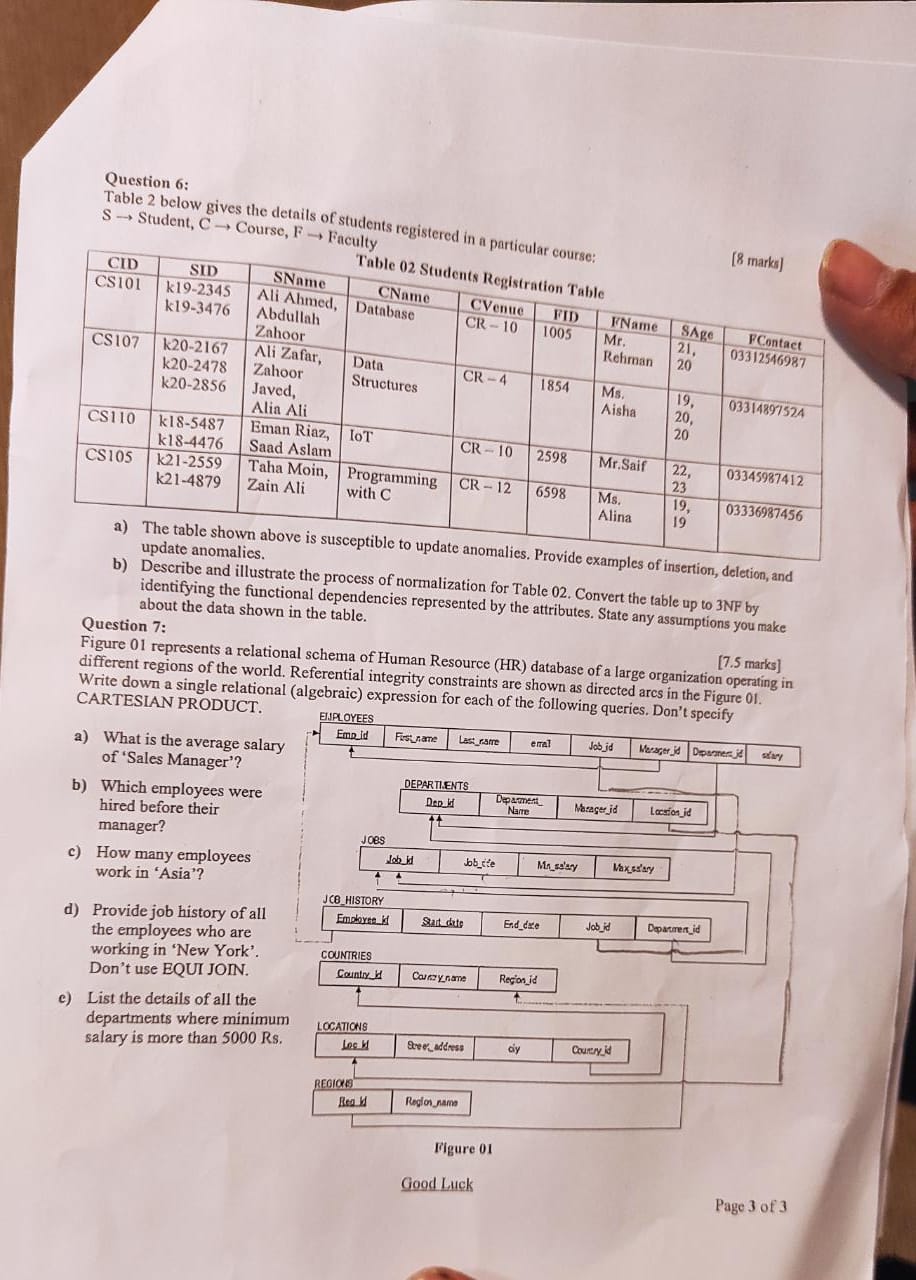 Question 6:
[8 marks]
Table 2 below gives the details of students registered in a particular course:
S → Student, C → Course, F → Faculty
Table 02 Students Registration Table
CID SID SName CName CVenue FID FName SAge FContact
CS101 k19-2345 Ali Ahmed, Database CR – 10 1005 Mr. 21, 03312546987
k19-3476 Abdullah Rehman 20
Zahoor
CS107 k20-2167 Ali Zafar, Data CR – 4 1854 Ms. 19, 03314897524
k20-2478 Zahoor Structures Aisha 20,
k20-2856 Javed, 20
Alia Ali
CS110 k18-5487 Eman Riaz, IoT CR – 10 2598 Mr.Saif 22, 03345987412
k18-4476 Saad Aslam 23
CS105 k21-2559 Taha Moin, Programming CR – 12 6598 Ms. 19, 03336987456
k21-4879 Zain Ali with C Alina 19
a) The table shown above is susceptible to update anomalies. Provide examples of insertion, deletion, and
update anomalies.
b) Describe and illustrate the process of normalization for Table 02. Convert the table up to 3NF by
identifying the functional dependencies represented by the attributes. State any assumptions you make
about the data shown in the table.
Question 7:
[7.5 marks]
Figure 01 represents a relational schema of Human Resource (HR) database of a large organization operating in
different regions of the world. Referential integrity constraints are shown as directed arcs in the Figure 01.
Write down a single relational (algebraic) expression for each of the following queries. Don't specify
CARTESIAN PRODUCT.
a) What is the average salary
of 'Sales Manager'?
b) Which employees were
hired before their
manager?
c) How many employees
work in 'Asia'?
d) Provide job history of all
the employees who are
working in 'New York'.
Don't use EQUI JOIN.
e) List the details of all the
departments where minimum
salary is more than 5000 Rs.
EMPLOYEES
Emp_id First_name Last_name email Job_id Manager_id Department_id salary
DEPARTMENTS
Dep_id Department_ Manager_id Location_id
Name
JOBS
Job_id Job_title Min_salary Max_salary
JOB_HISTORY
Employee_id Start_date End_date Job_id Department_id
COUNTRIES
Country_id Country_name Region_id
LOCATIONS
Loc_id Street_address city Country_id
REGIONS
Reg_id Region_name
Figure 01
Good Luck
Page 3 of 3